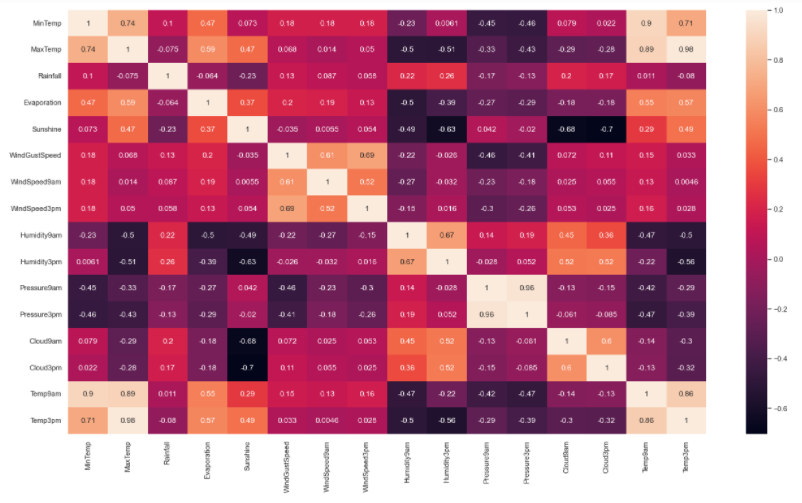 MinTemp 1 0.74 0.1 0.47 0.073 0.18 0.18 0.18 -0.23 0.0061 -0.45 -0.46 0.079 0.022 0.9 0.71
MaxTemp 0.74 1 -0.075 0.59 0.47 0.068 0.014 0.05 -0.5 -0.51 -0.33 -0.43 -0.29 -0.28 0.89 0.98
Rainfall 0.1 -0.075 1 -0.064 -0.23 0.13 0.087 0.058 0.22 0.26 -0.17 -0.13 0.2 0.17 0.011 -0.08
Evaporation 0.47 0.59 -0.064 1 0.37 0.2 0.19 0.13 -0.5 -0.39 -0.27 -0.29 -0.18 -0.18 0.55 0.57
Sunshine 0.073 0.47 -0.23 0.37 1 -0.035 0.0055 0.054 -0.49 -0.63 0.042 -0.02 -0.68 -0.7 0.29 0.49
WindGustSpeed 0.18 0.068 0.13 0.2 -0.035 1 0.61 0.69 -0.22 -0.026 -0.46 -0.41 0.072 0.11 0.15 0.033
WindSpeed9am 0.18 0.014 0.087 0.19 0.0055 0.61 1 0.52 -0.27 -0.032 -0.23 -0.18 0.025 0.055 0.13 0.0046
WindSpeed3pm 0.18 0.05 0.058 0.13 0.054 0.69 0.52 1 -0.15 0.016 -0.3 -0.26 0.053 0.025 0.16 0.028
Humidity9am -0.23 -0.5 0.22 -0.5 -0.49 -0.22 -0.27 -0.15 1 0.67 0.14 0.19 0.45 0.36 -0.47 -0.5
Humidity3pm 0.0061 -0.51 0.26 -0.39 -0.63 -0.026 -0.032 0.016 0.67 1 -0.028 0.052 0.52 0.52 -0.22 -0.56
Pressure9am -0.45 -0.33 -0.17 -0.27 0.042 -0.46 -0.23 -0.3 0.14 -0.028 1 0.96 -0.13 -0.15 -0.42 -0.29
Pressure3pm -0.46 -0.43 -0.13 -0.29 -0.02 -0.41 -0.18 -0.26 0.19 0.052 0.96 1 -0.061 -0.085 -0.47 -0.39
Cloud9am 0.079 -0.29 0.2 -0.18 -0.68 0.072 0.025 0.053 0.45 0.52 -0.13 -0.061 1 0.6 -0.14 -0.3
Cloud3pm 0.022 -0.28 0.17 -0.18 -0.7 0.11 0.055 0.025 0.36 0.52 -0.15 -0.085 0.6 1 -0.13 -0.32
Temp9am 0.9 0.89 0.011 0.55 0.29 0.15 0.13 0.16 -0.47 -0.22 -0.42 -0.47 -0.14 -0.13 1 0.86
Temp3pm 0.71 0.98 -0.08 0.57 0.49 0.033 0.0046 0.028 -0.5 -0.56 -0.29 -0.39 -0.3 -0.32 0.86 1
MinTemp MaxTemp Rainfall Evaporation Sunshine WindGustSpeed WindSpeed9am WindSpeed3pm Humidity9am Humidity3pm Pressure9am Pressure3pm Cloud9am Cloud3pm Temp9am Temp3pm
1.0
0.8
0.6
0.4
0.2
0.0
-0.2
-0.4
-0.6